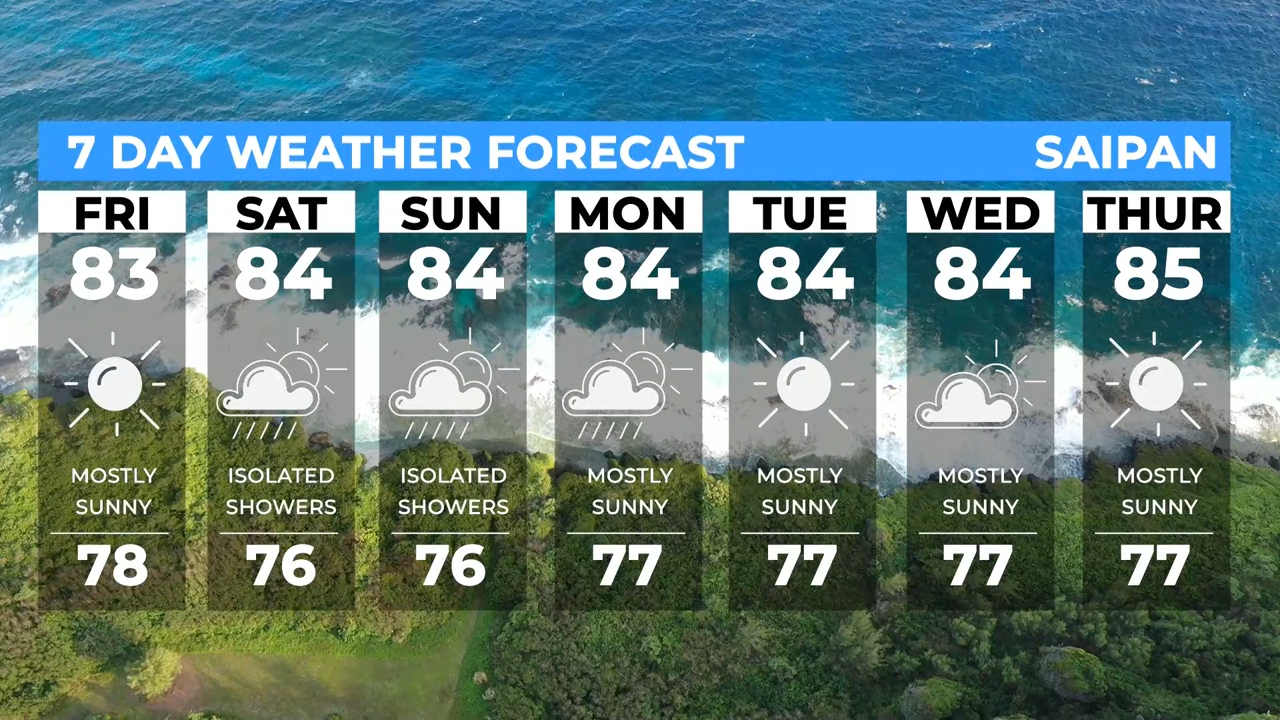 7 DAY WEATHER FORECAST SAIPAN
FRI SAT SUN MON TUE WED THUR
83 84 84 84 84 84 85
MOSTLY ISOLATED ISOLATED MOSTLY MOSTLY MOSTLY MOSTLY
SUNNY SHOWERS SHOWERS SUNNY SUNNY SUNNY SUNNY
78 76 76 77 77 77 77